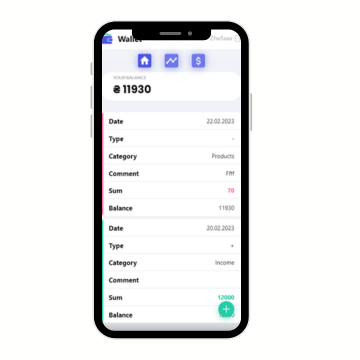 Wallet
YOUR BALANCE
₴ 11930
Date 22.02.2023
Type -
Category Products
Comment Ffff
Sum 70
Balance 11930
Date 20.02.2023
Type +
Category Income
Comment
Sum 12000
Balance